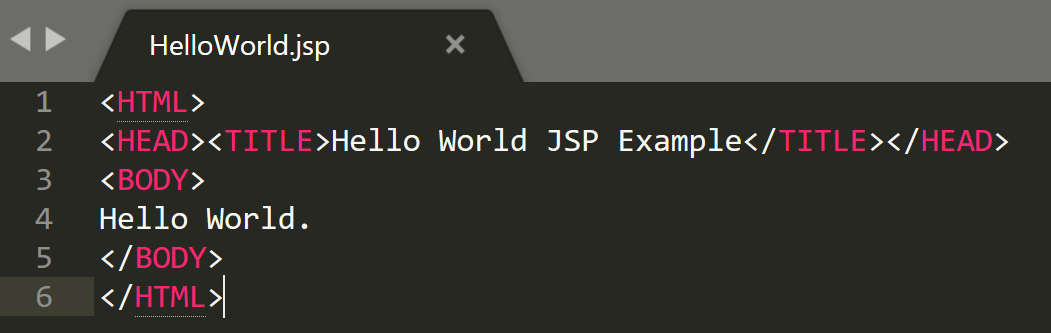 HelloWorld.jsp
1 <HTML>
2 <HEAD><TITLE>Hello World JSP Example</TITLE></HEAD>
3 <BODY>
4 Hello World.
5 </BODY>
6 </HTML>